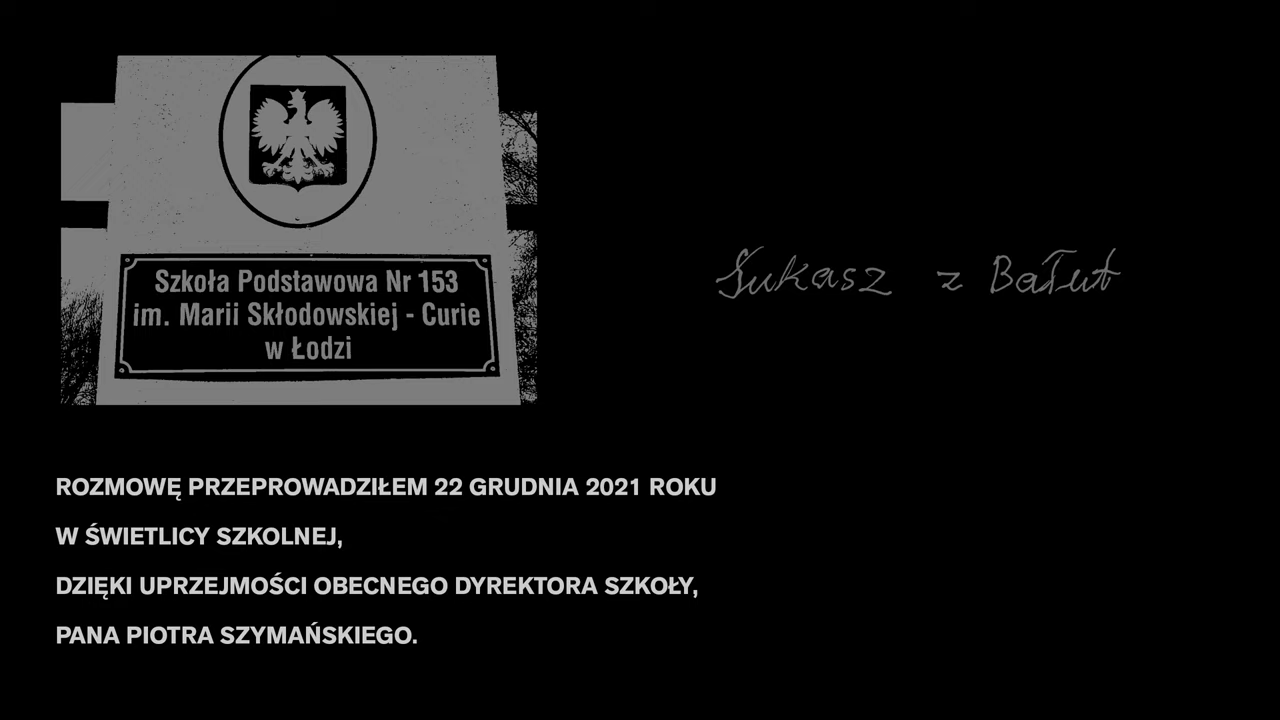 Szkoła Podstawowa Nr 153
im. Marii Skłodowskiej - Curie
w Łodzi
Łukasz z Bałut
ROZMOWĘ PRZEPROWADZIŁEM 22 GRUDNIA 2021 ROKU
W ŚWIETLICY SZKOLNEJ,
DZIĘKI UPRZEJMOŚCI OBECNEGO DYREKTORA SZKOŁY,
PANA PIOTRA SZYMAŃSKIEGO.